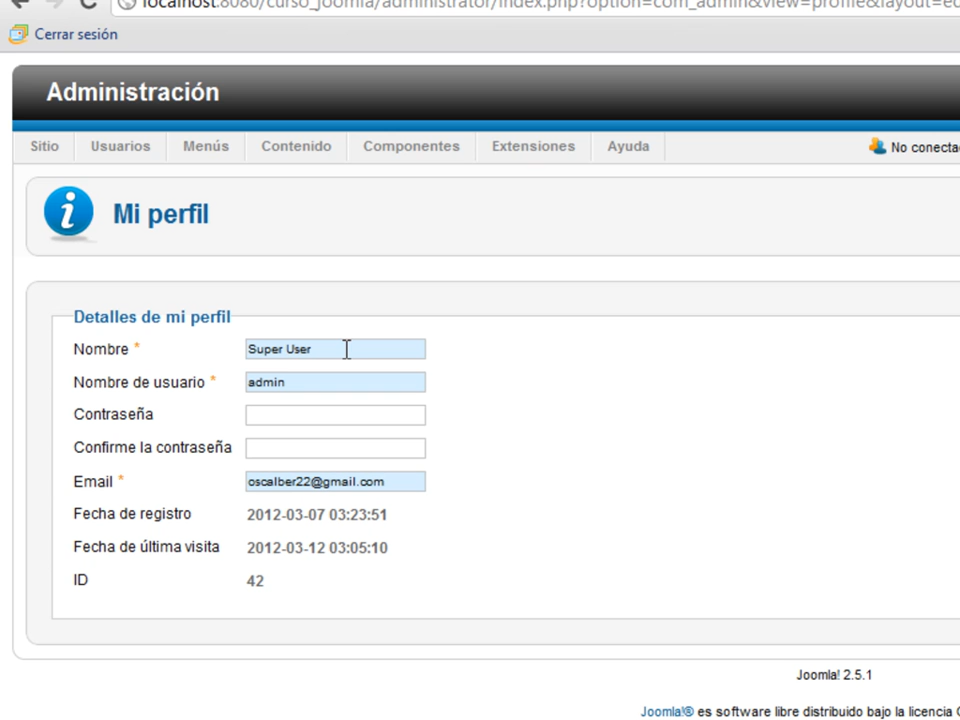 localhost:8080/curso_joomla/administrator/index.php?option=com_admin&view=profile&layout=ed
Cerrar sesión
Administración
Sitio Usuarios Menús Contenido Componentes Extensiones Ayuda No conecta
Mi perfil
Detalles de mi perfil
Nombre * Super User
Nombre de usuario * admin
Contraseña
Confirme la contraseña
Email * oscalber22@gmail.com
Fecha de registro 2012-03-07 03:23:51
Fecha de última visita 2012-03-12 03:05:10
ID 42
Joomla! 2.5.1
Joomla!® es software libre distribuido bajo la licencia